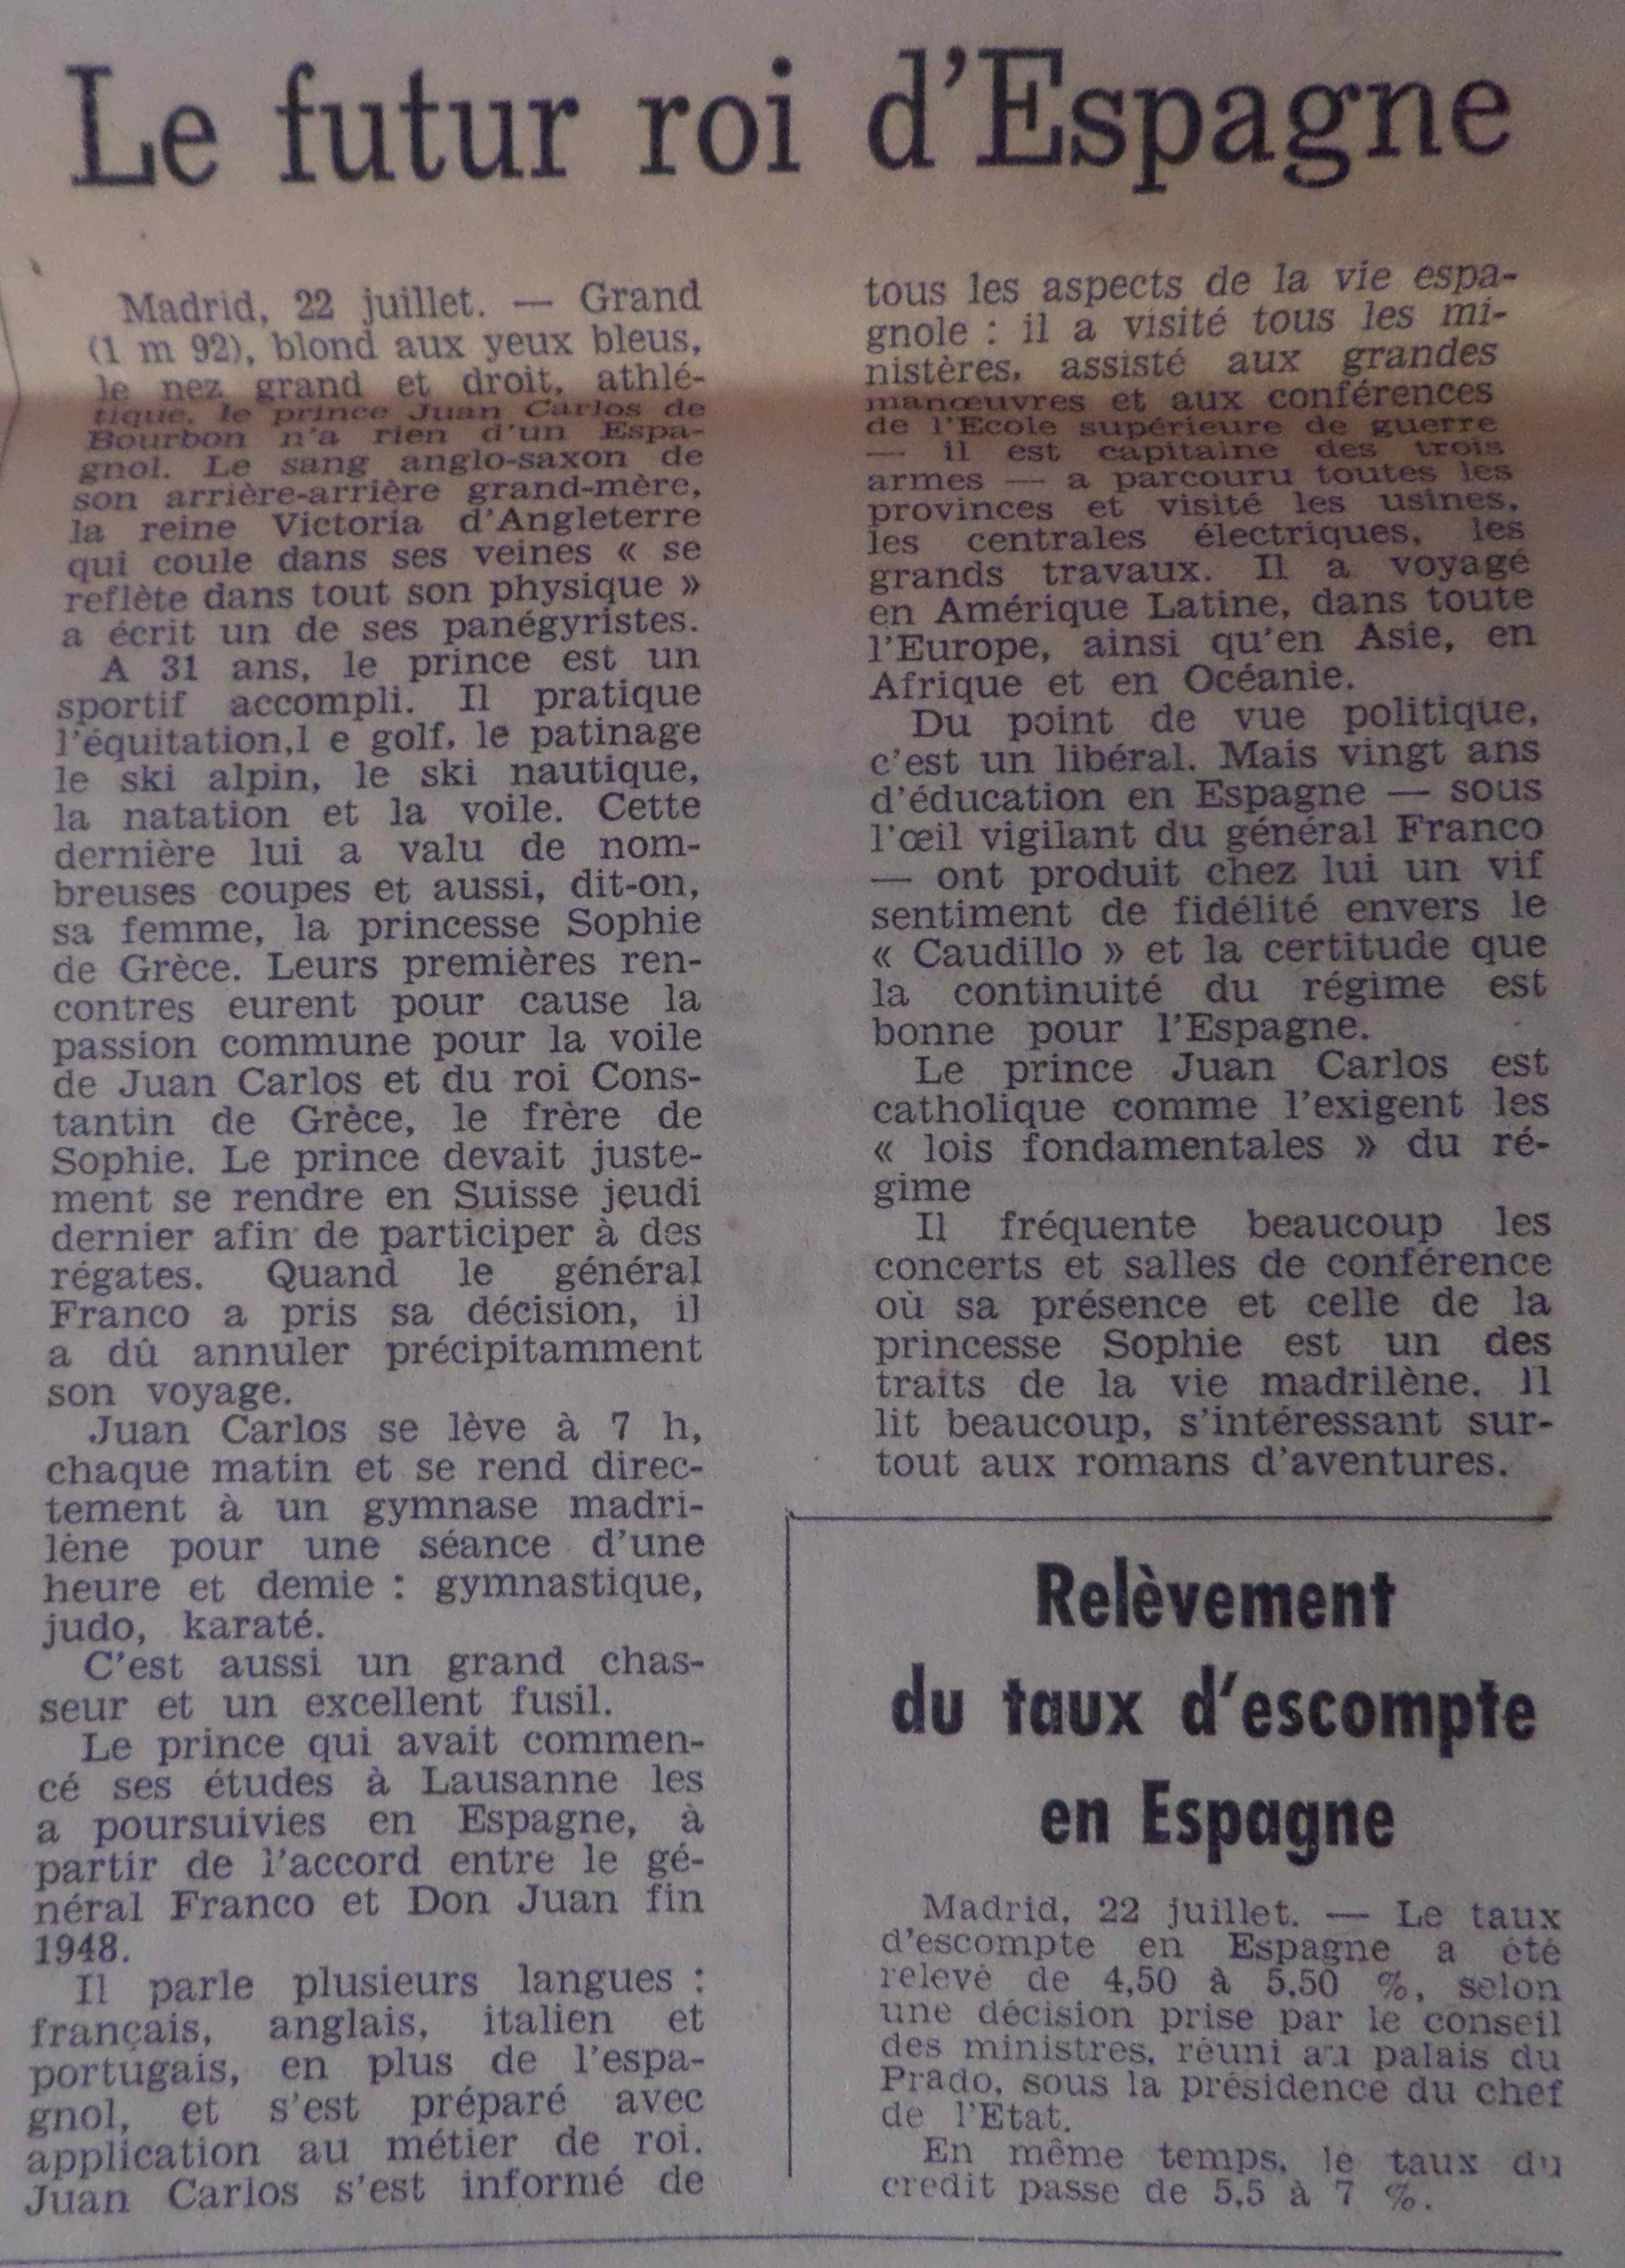 Le futur roi d'Espagne
Madrid, 22 juillet. — Grand
(1 m 92), blond aux yeux bleus,
le nez grand et droit, athlé-
tique, le prince Juan Carlos de
Bourbon n'a rien d'un Espa-
gnol. Le sang anglo-saxon de
son arrière-arrière grand-mère,
la reine Victoria d'Angleterre
qui coule dans ses veines « se
reflète dans tout son physique »
a écrit un de ses panégyristes.
A 31 ans, le prince est un
sportif accompli. Il pratique
l'équitation,l e golf, le patinage
le ski alpin, le ski nautique,
la natation et la voile. Cette
dernière lui a valu de nom-
breuses coupes et aussi, dit-on,
sa femme, la princesse Sophie
de Grèce. Leurs premières ren-
contres eurent pour cause la
passion commune pour la voile
de Juan Carlos et du roi Cons-
tantin de Grèce, le frère de
Sophie. Le prince devait juste-
ment se rendre en Suisse jeudi
dernier afin de participer à des
régates. Quand le général
Franco a pris sa décision, il
a dû annuler précipitamment
son voyage.
Juan Carlos se lève à 7 h,
chaque matin et se rend direc-
tement à un gymnase madri-
lène pour une séance d'une
heure et demie : gymnastique,
judo, karaté.
C'est aussi un grand chas-
seur et un excellent fusil.
Le prince qui avait commen-
cé ses études à Lausanne les
a poursuivies en Espagne, à
partir de l'accord entre le gé-
néral Franco et Don Juan fin
1948.
Il parle plusieurs langues :
français, anglais, italien et
portugais, en plus de l'espa-
gnol, et s'est préparé avec
application au métier de roi.
Juan Carlos s'est informé de
tous les aspects de la vie espa-
gnole : il a visité tous les mi-
nistères, assisté aux grandes
manœuvres et aux conférences
de l'Ecole supérieure de guerre
— il est capitaine des trois
armes — a parcouru toutes les
provinces et visité les usines,
les centrales électriques, les
grands travaux. Il a voyagé
en Amérique Latine, dans toute
l'Europe, ainsi qu'en Asie, en
Afrique et en Océanie.
Du point de vue politique,
c'est un libéral. Mais vingt ans
d'éducation en Espagne — sous
l'œil vigilant du général Franco
— ont produit chez lui un vif
sentiment de fidélité envers le
« Caudillo » et la certitude que
la continuité du régime est
bonne pour l'Espagne.
Le prince Juan Carlos est
catholique comme l'exigent les
« lois fondamentales » du ré-
gime
Il fréquente beaucoup les
concerts et salles de conférence
où sa présence et celle de la
princesse Sophie est un des
traits de la vie madrilène. Il
lit beaucoup, s'intéressant sur-
tout aux romans d'aventures.
Relèvement
du taux d'escompte
en Espagne
Madrid, 22 juillet. — Le taux
d'escompte en Espagne a été
relevé de 4,50 à 5,50 %, selon
une décision prise par le conseil
des ministres, réuni au palais du
Prado, sous la présidence du chef
de l'Etat.
En même temps, le taux du
crédit passe de 5,5 à 7 %.